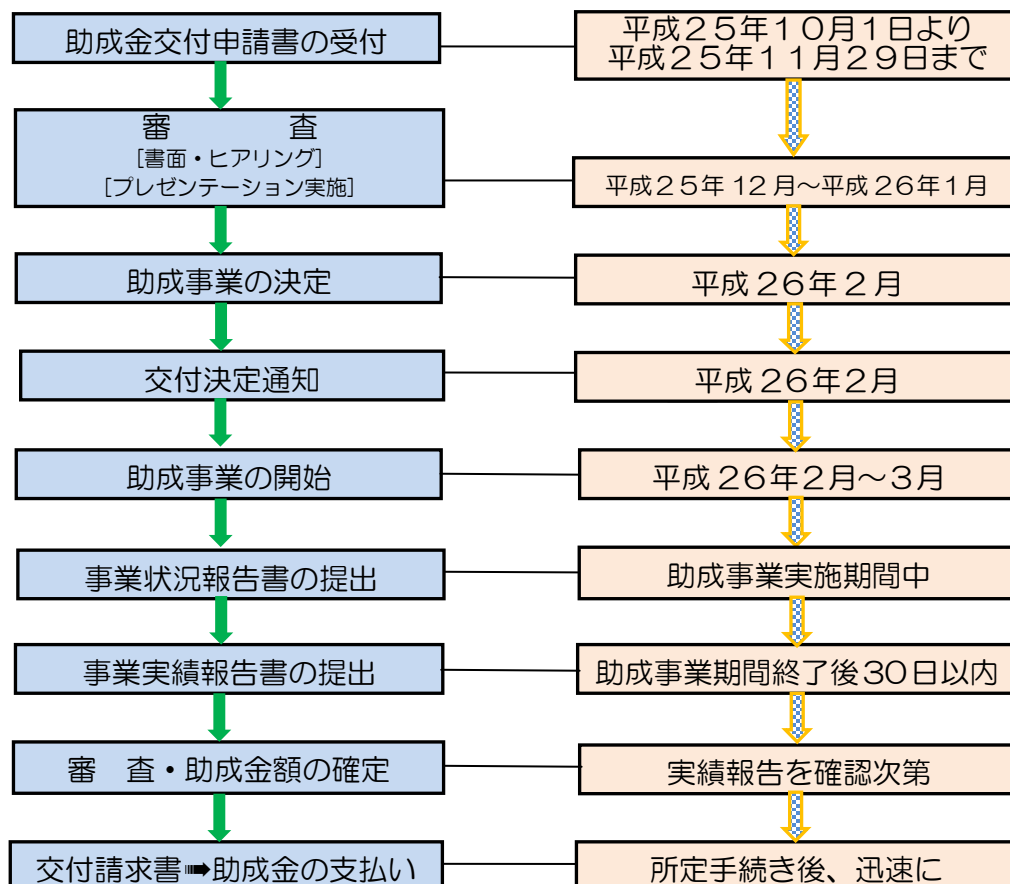 助成金交付申請書の受付
平成25年10月1日より
平成25年11月29日まで
審　　　　査
[書面・ヒアリング]
[プレゼンテーション実施]
平成25年12月～平成26年1月
助成事業の決定
平成26年2月
交付決定通知
平成26年2月
助成事業の開始
平成26年2月～3月
事業状況報告書の提出
助成事業実施期間中
事業実績報告書の提出
助成事業期間終了後30日以内
審　査・助成金額の確定
実績報告を確認次第
交付請求書➠助成金の支払い
所定手続き後、迅速に